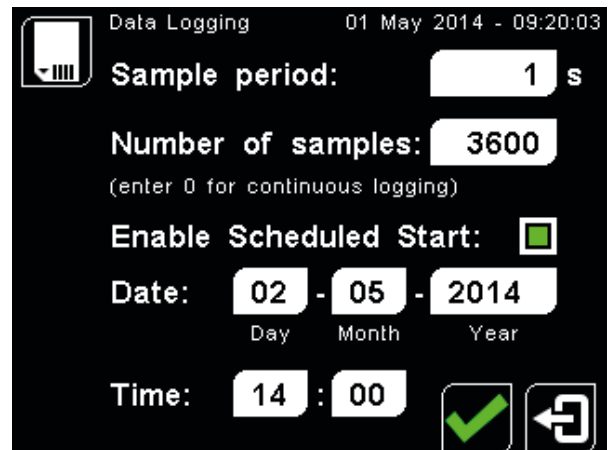 Data Logging 01 May 2014 - 09:20:03
Sample period: 1 s
Number of samples: 3600
(enter 0 for continuous logging)
Enable Scheduled Start:
Date: 02 - 05 - 2014
Day Month Year
Time: 14 : 00